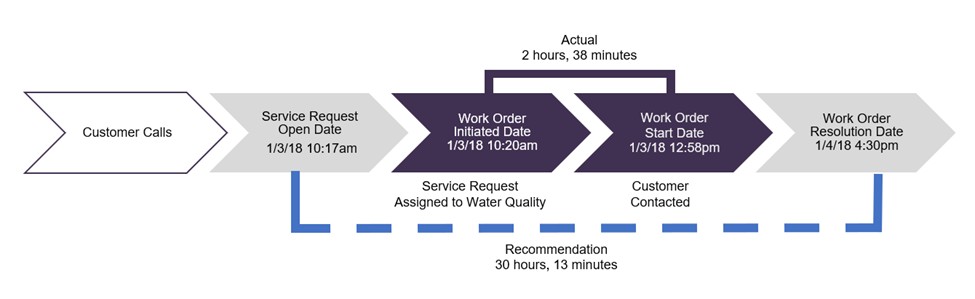 Actual
2 hours, 38 minutes
Customer Calls
Service Request
Open Date
1/3/18 10:17am
Work Order
Initiated Date
1/3/18 10:20am
Work Order
Start Date
1/3/18 12:58pm
Work Order
Resolution Date
1/4/18 4:30pm
Service Request
Assigned to Water Quality
Customer
Contacted
Recommendation
30 hours, 13 minutes